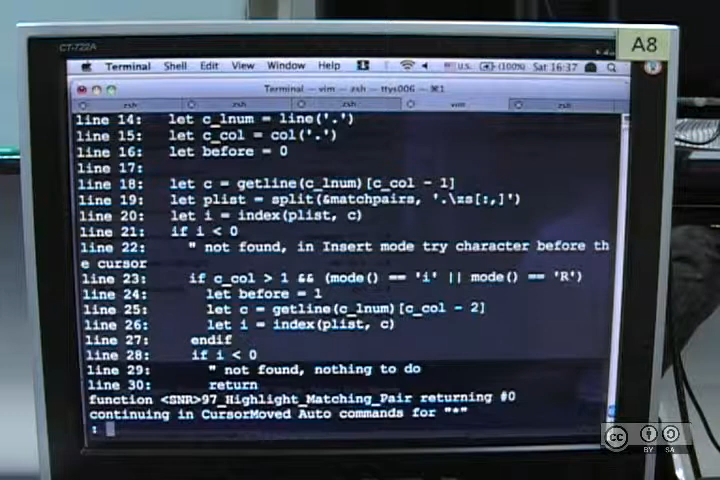 CT-722A
A8
Terminal Shell Edit View Window Help U.S. (100%) Sat 16:37
Terminal — vim — zsh — ttys006 — ⌘1
zsh zsh zsh vim zsh
line 14: let c_lnum = line('.')
line 15: let c_col = col('.')
line 16: let before = 0
line 17:
line 18: let c = getline(c_lnum)[c_col - 1]
line 19: let plist = split(&matchpairs, '.\zs[:,]')
line 20: let i = index(plist, c)
line 21: if i < 0
line 22: " not found, in Insert mode try character before th
e cursor
line 23: if c_col > 1 && (mode() == 'i' || mode() == 'R')
line 24: let before = 1
line 25: let c = getline(c_lnum)[c_col - 2]
line 26: let i = index(plist, c)
line 27: endif
line 28: if i < 0
line 29: " not found, nothing to do
line 30: return
function <SNR>97_Highlight_Matching_Pair returning #0
continuing in CursorMoved Auto commands for "*"
:
cc
BY SA